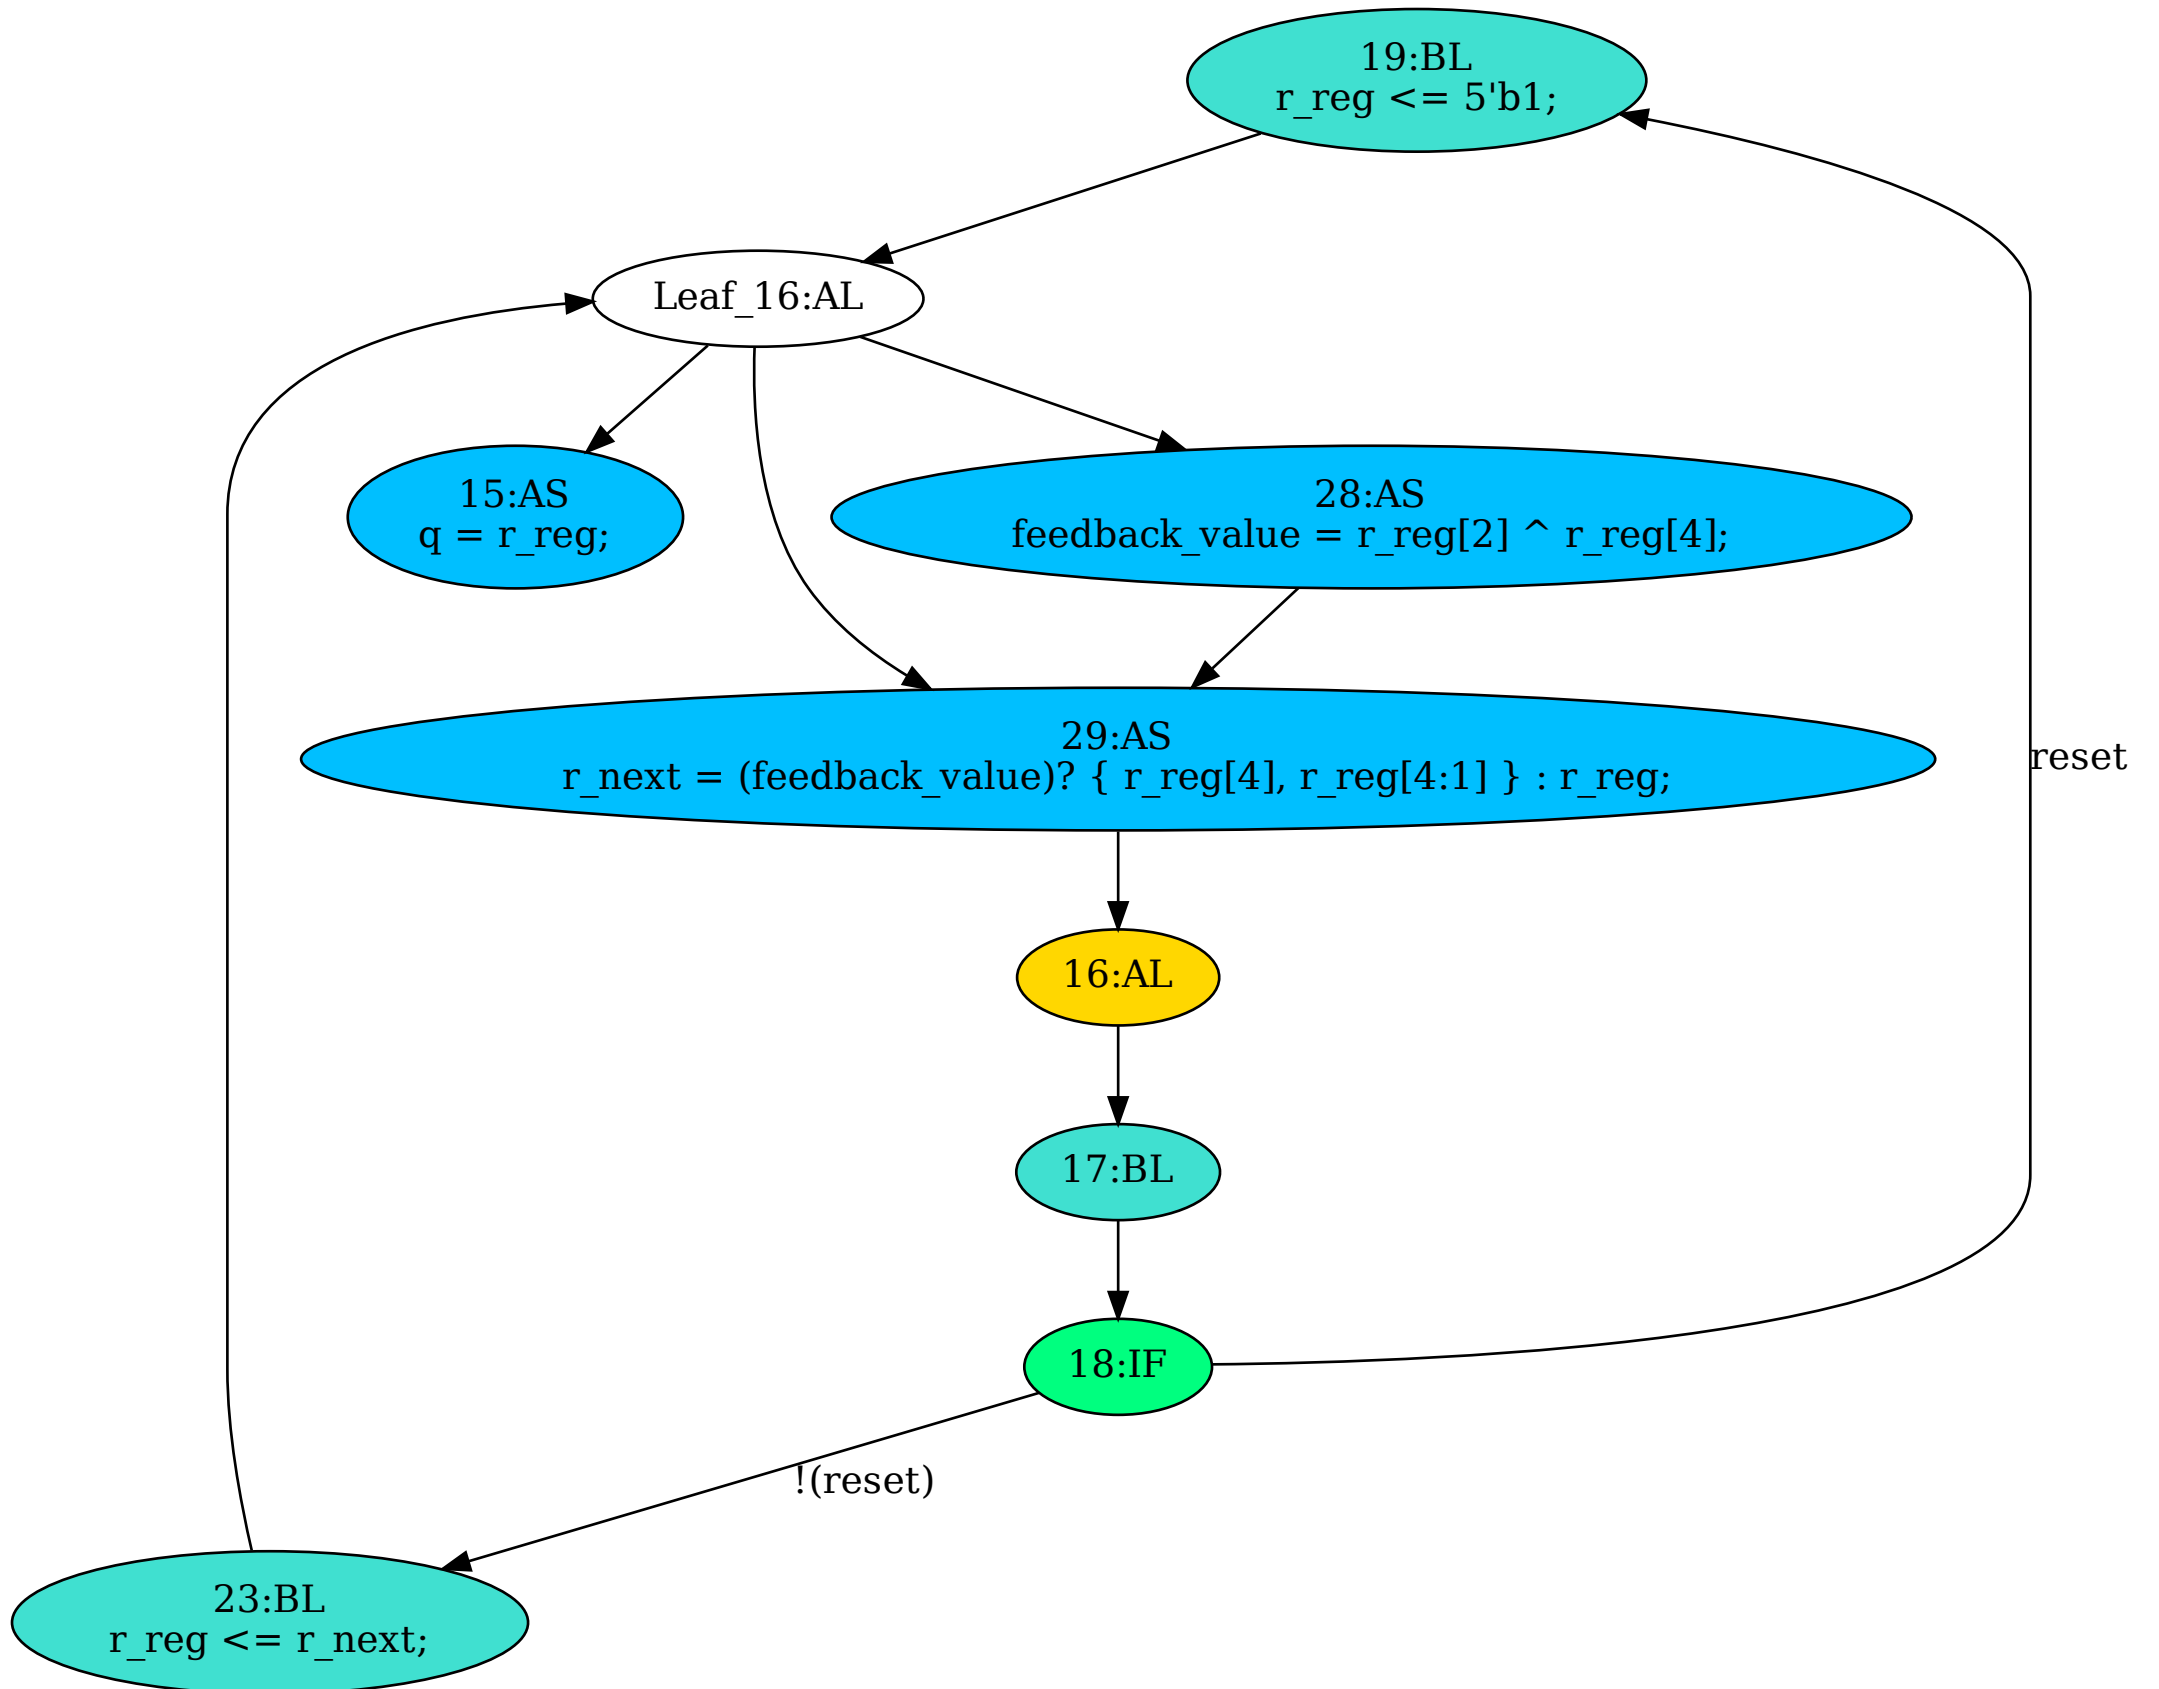 19:BL
r_reg <= 5'b1;
Leaf_16:AL
15:AS
q = r_reg;
28:AS
feedback_value = r_reg[2] ^ r_reg[4];
29:AS
r_next = (feedback_value)? { r_reg[4], r_reg[4:1] } : r_reg;
reset
16:AL
17:BL
18:IF
!(reset)
23:BL
r_reg <= r_next;